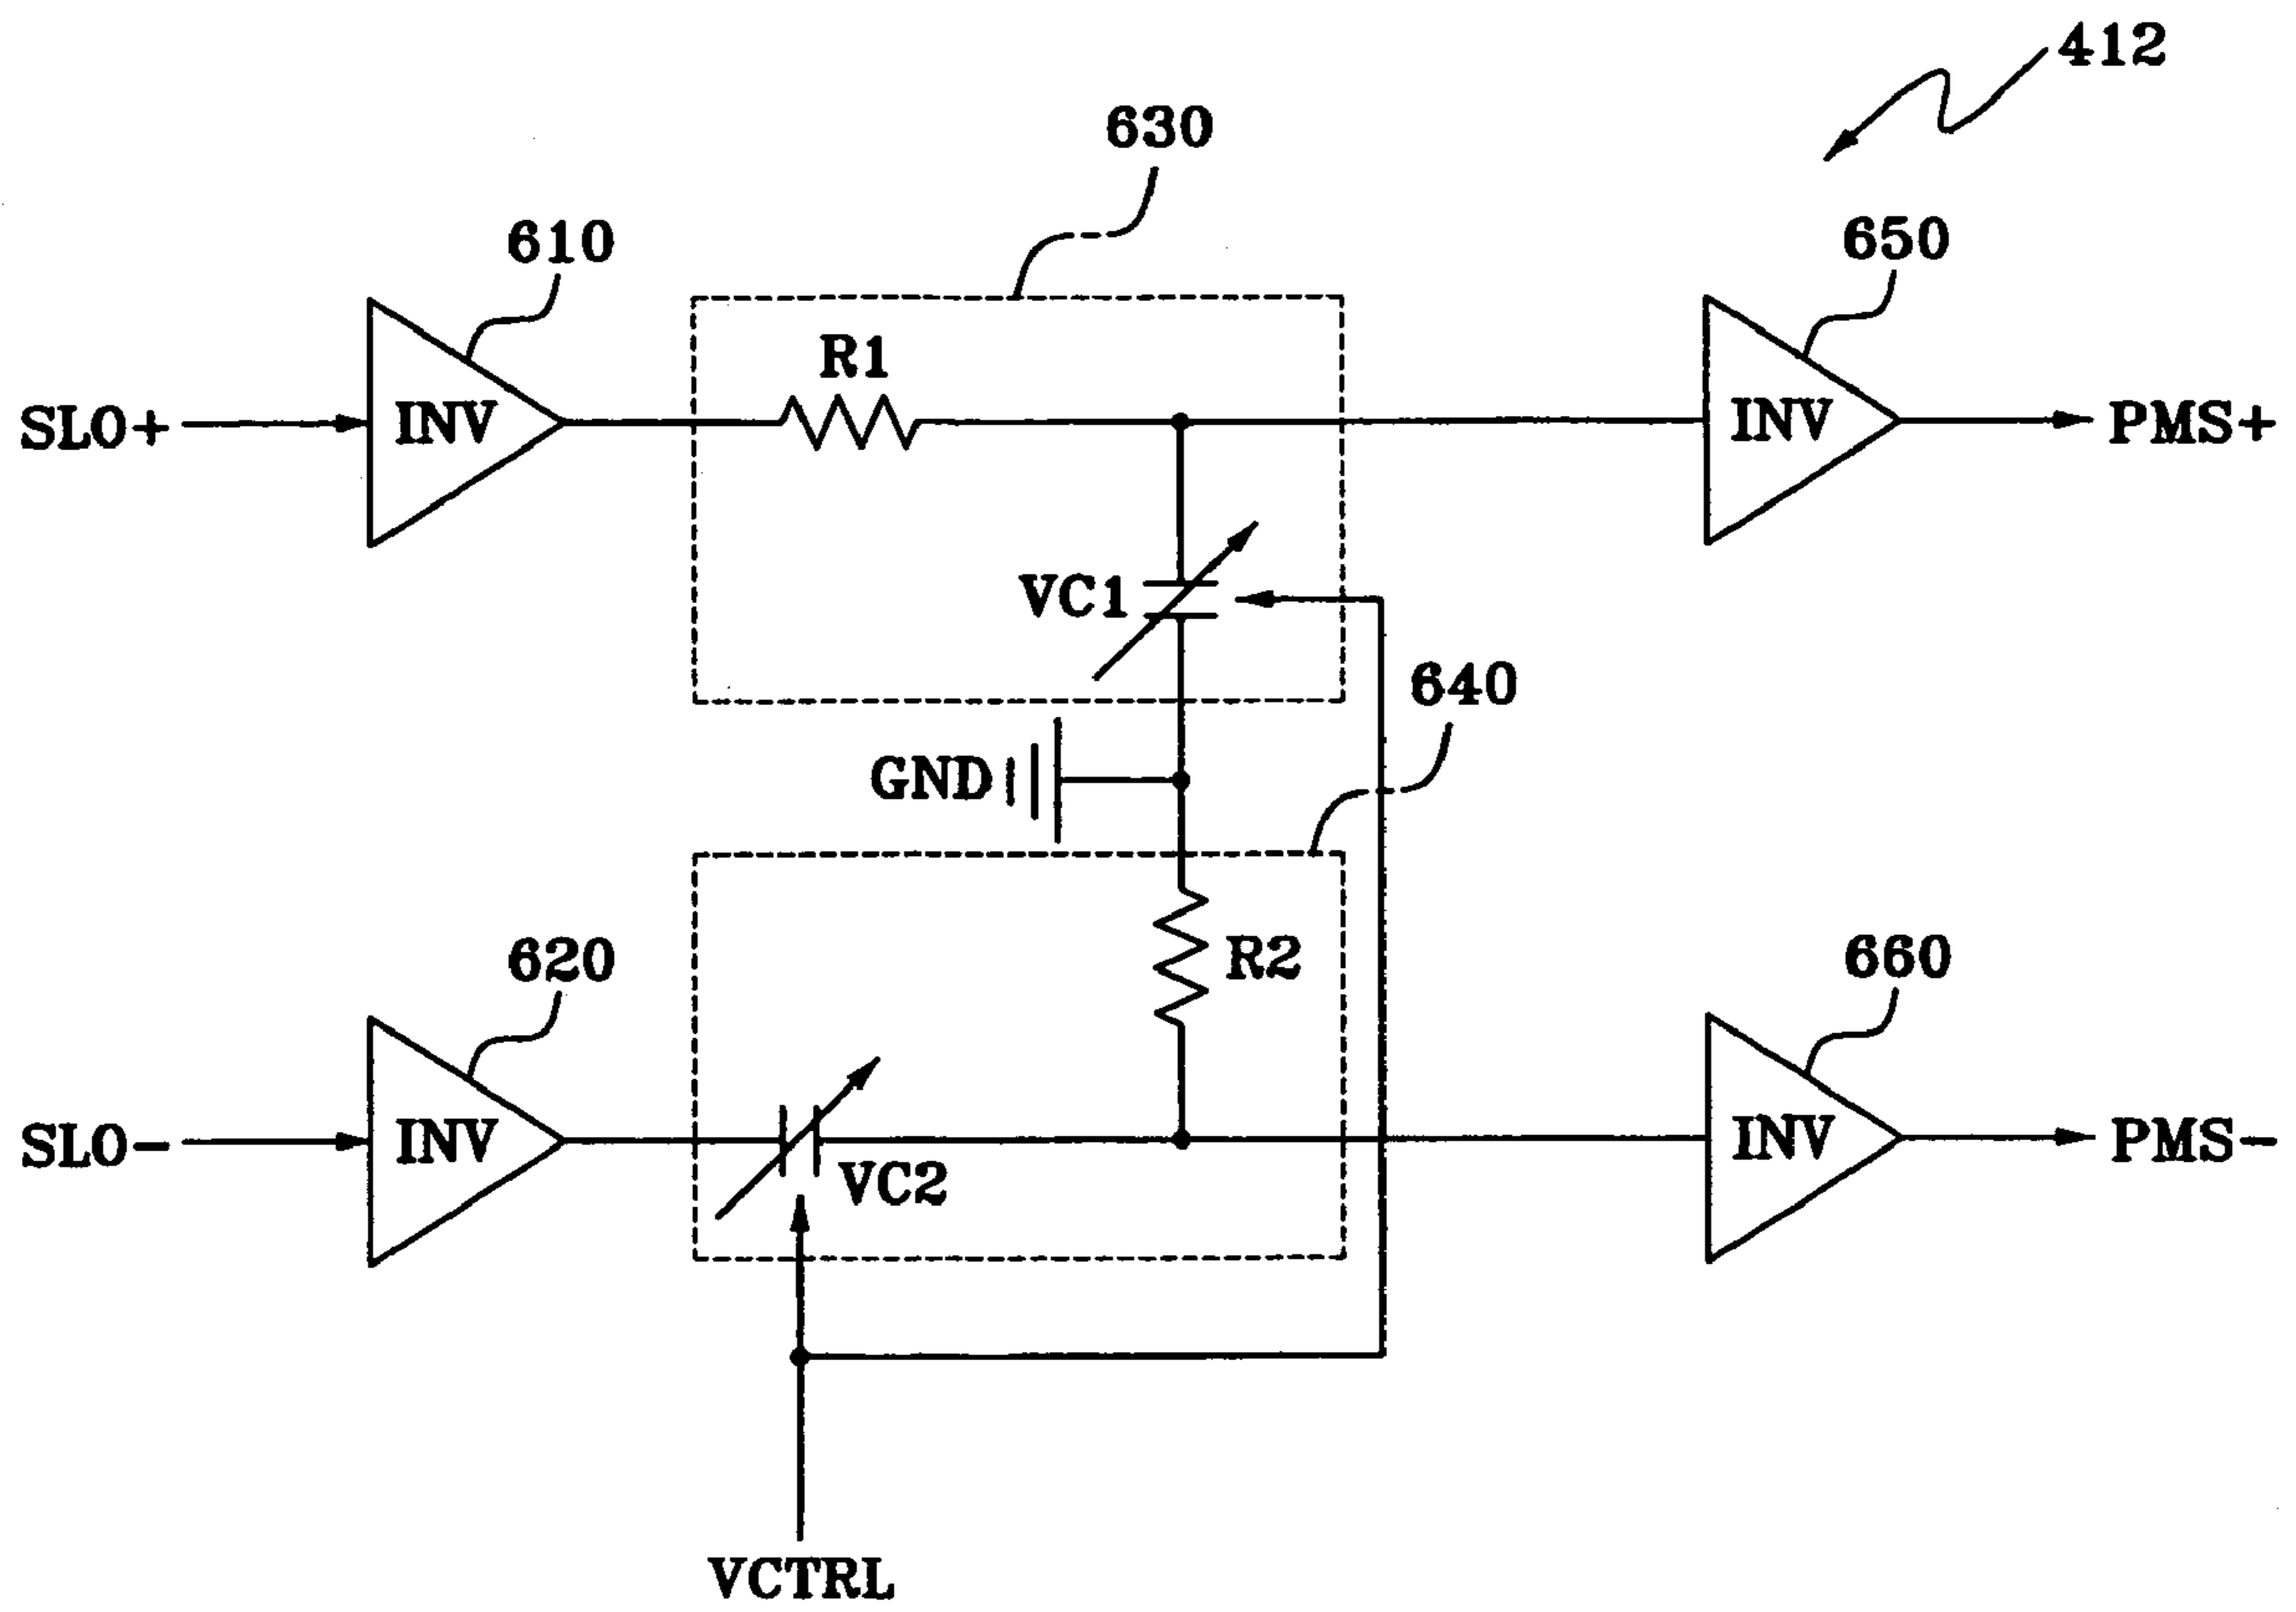 412
630
610
650
R1
SLO+
INV
INV
PMS+
VC1
640
GND
620
R2
660
SLO-
INV
INV
PMS-
VC2
VCTRL